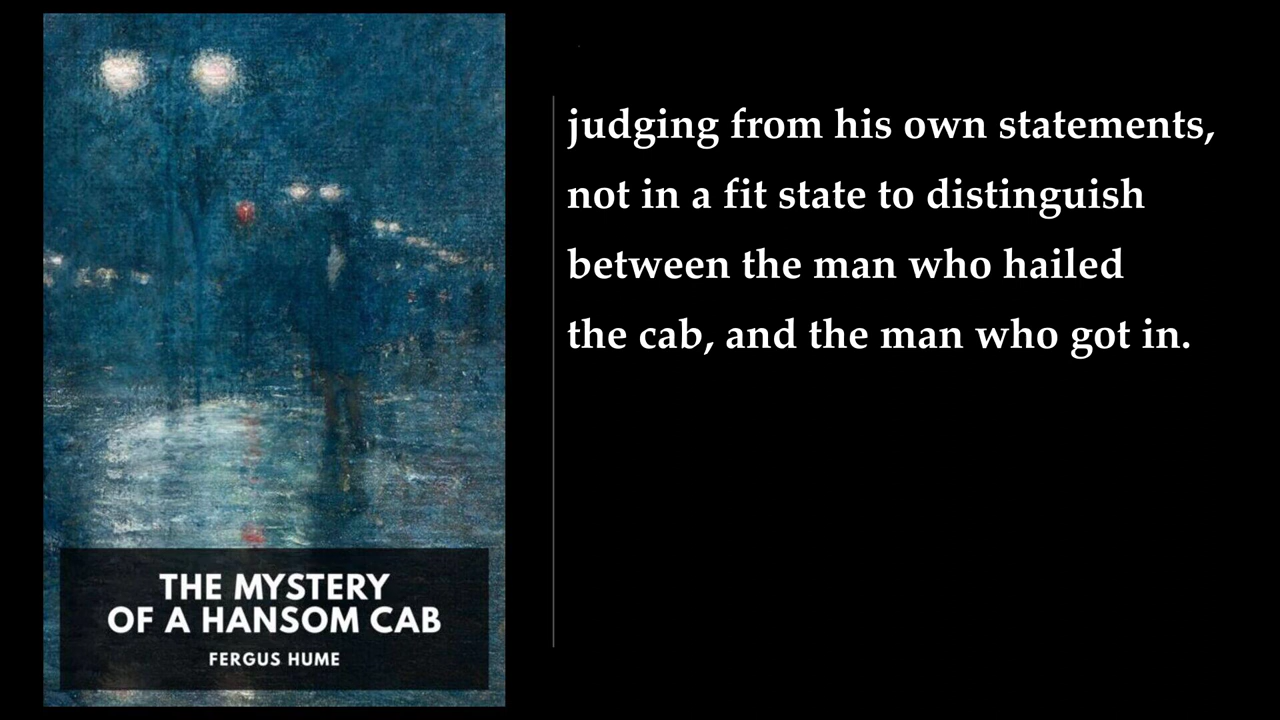 judging from his own statements,
not in a fit state to distinguish
between the man who hailed
the cab, and the man who got in.
THE MYSTERY
OF A HANSOM CAB
FERGUS HUME